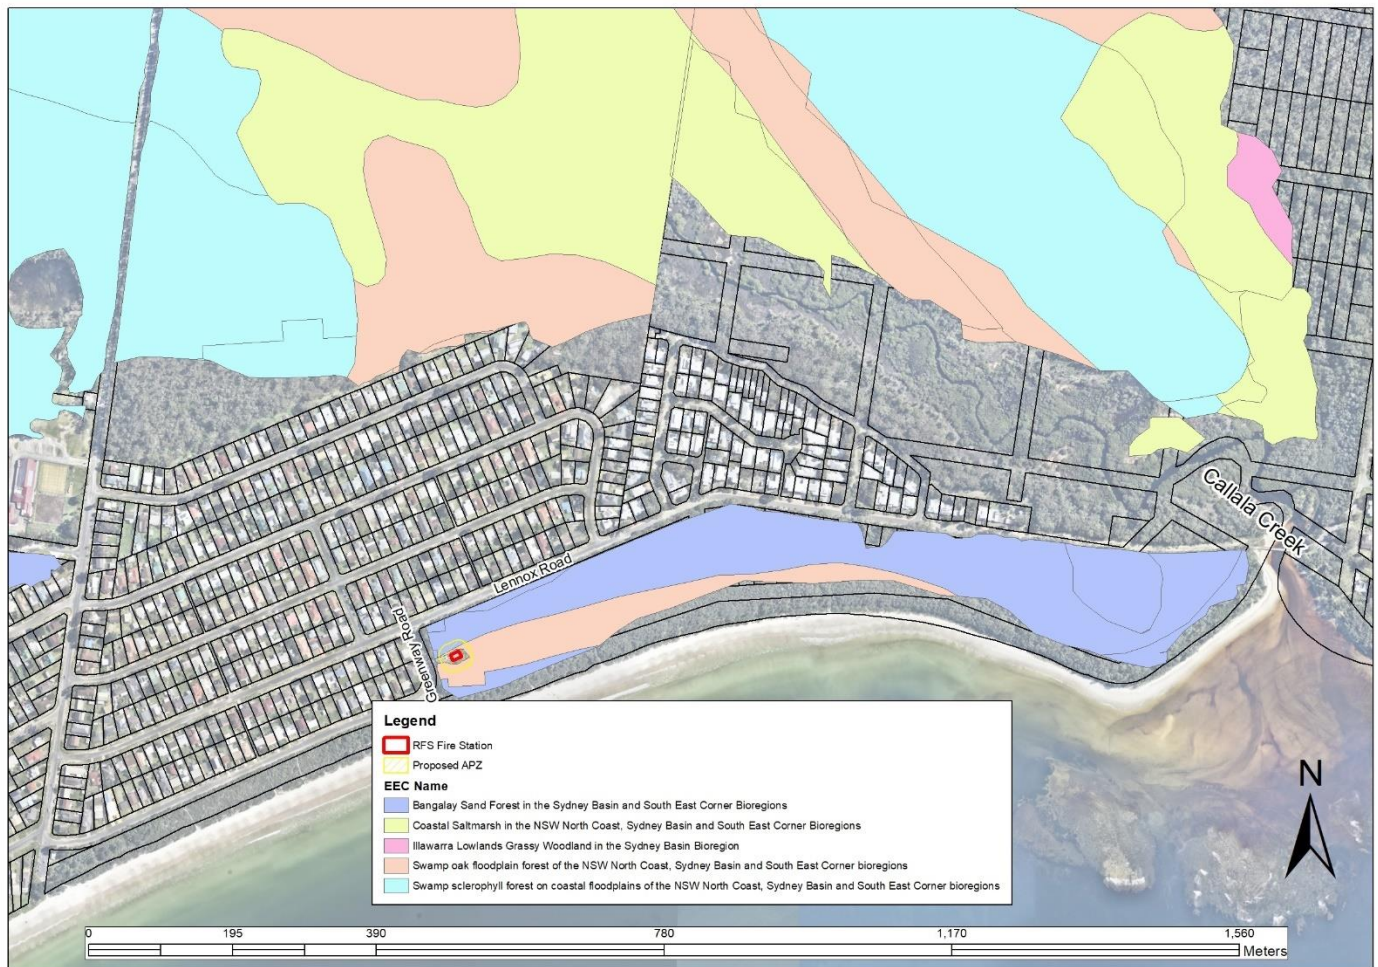 Callala Creek
Lennox Road
Greenway Road
Legend
RFS Fire Station
Proposed APZ
EEC Name
Bangalay Sand Forest in the Sydney Basin and South East Corner Bioregions
Coastal Saltmarsh in the NSW North Coast, Sydney Basin and South East Corner Bioregions
Illawarra Lowlands Grassy Woodland in the Sydney Basin Bioregion
Swamp oak floodplain forest of the NSW North Coast, Sydney Basin and South East Corner bioregions
Swamp sclerophyll forest on coastal floodplains of the NSW North Coast, Sydney Basin and South East Corner bioregions
N
0 195 390 780 1,170 1,560
Meters